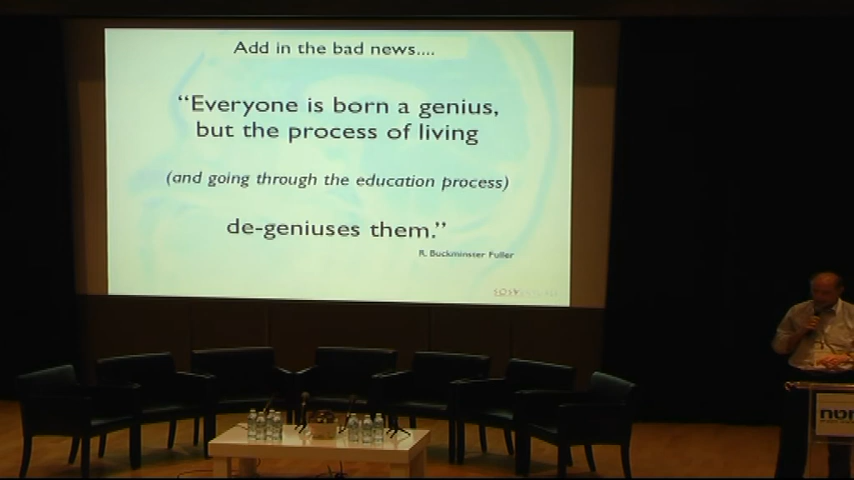 Add in the bad news....
“Everyone is born a genius,
but the process of living
(and going through the education process)
de-geniuses them.”
R. Buckminster Fuller